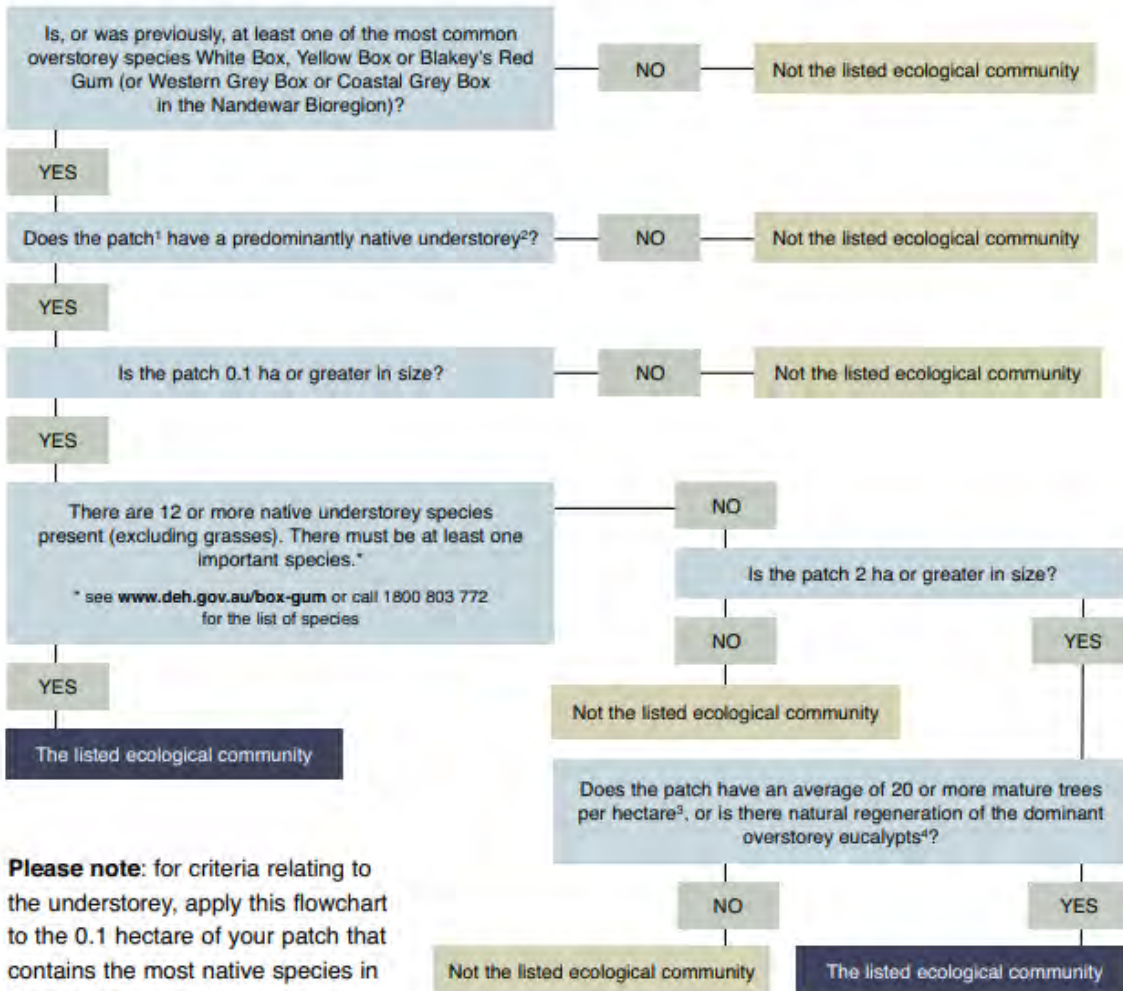 Is, or was previously, at least one of the most common
overstorey species White Box, Yellow Box or Blakey's Red
Gum (or Western Grey Box or Coastal Grey Box
in the Nandewar Bioregion)?
NO
Not the listed ecological community
YES
Does the patch¹ have a predominantly native understorey²?
NO
Not the listed ecological community
YES
Is the patch 0.1 ha or greater in size?
NO
Not the listed ecological community
YES
There are 12 or more native understorey species
present (excluding grasses). There must be at least one
important species.*
* see www.deh.gov.au/box-gum or call 1800 803 772
for the list of species
NO
Is the patch 2 ha or greater in size?
NO
YES
YES
Not the listed ecological community
The listed ecological community
Does the patch have an average of 20 or more mature trees
per hectare³, or is there natural regeneration of the dominant
overstorey eucalypts⁴?
NO
YES
Not the listed ecological community
The listed ecological community
Please note: for criteria relating to
the understorey, apply this flowchart
to the 0.1 hectare of your patch that
contains the most native species in